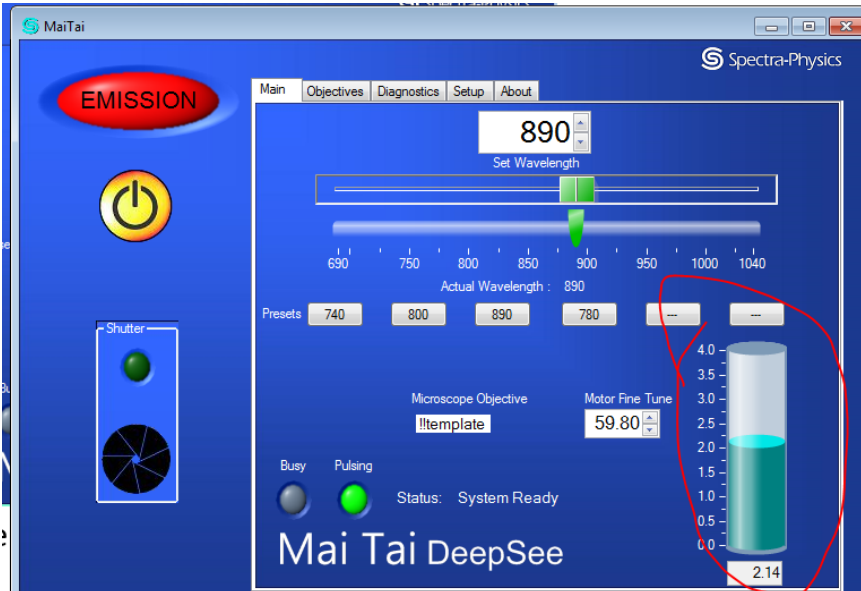 MaiTai
Spectra-Physics
EMISSION
Main Objectives Diagnostics Setup About
890
Set Wavelength
690 750 800 850 900 950 1000 1040
Actual Wavelength : 890
Presets 740 800 890 780 --- ---
Shutter
4.0
3.5
3.0
2.5
2.0
1.5
1.0
0.5
0.0
2.14
Microscope Objective Motor Fine Tune
!!template 59.80
Busy Pulsing
Status: System Ready
Mai Tai DeepSee